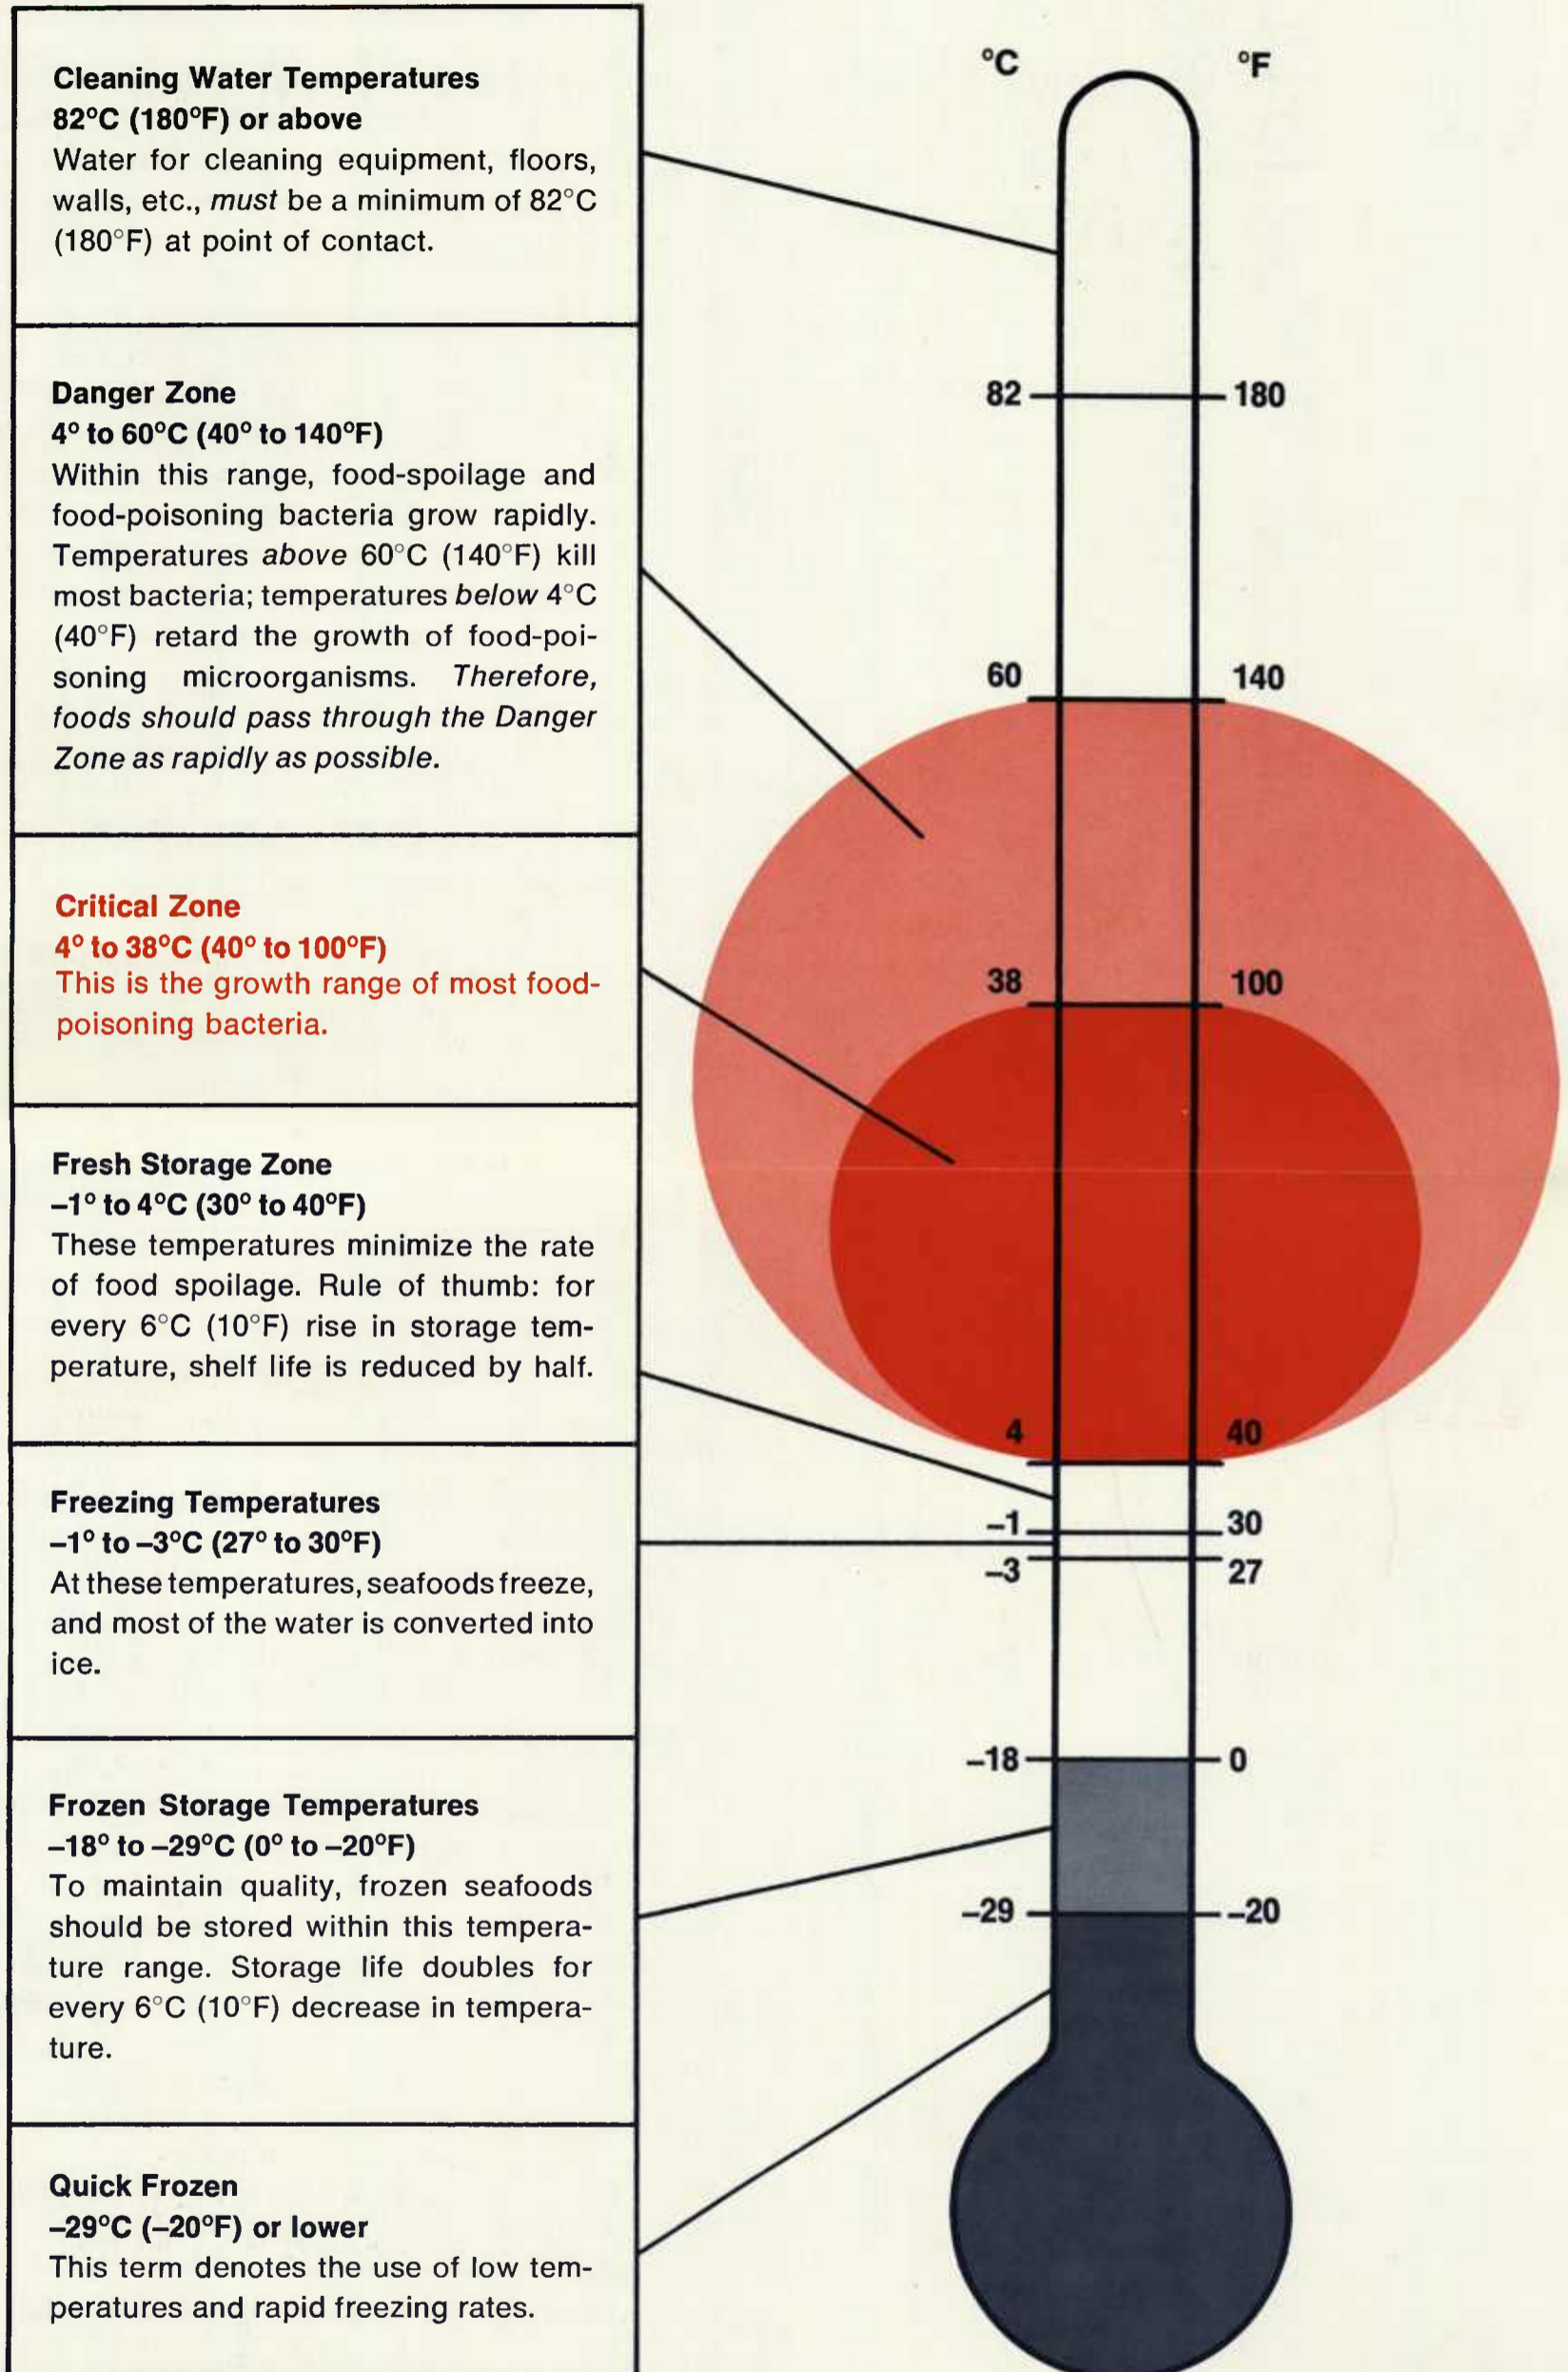 Cleaning Water Temperatures
82°C (180°F) or above
Water for cleaning equipment, floors,
walls, etc., must be a minimum of 82°C
(180°F) at point of contact.
Danger Zone
4° to 60°C (40° to 140°F)
Within this range, food-spoilage and
food-poisoning bacteria grow rapidly.
Temperatures above 60°C (140°F) kill
most bacteria; temperatures below 4°C
(40°F) retard the growth of food-poi-
soning microorganisms. Therefore,
foods should pass through the Danger
Zone as rapidly as possible.
Critical Zone
4° to 38°C (40° to 100°F)
This is the growth range of most food-
poisoning bacteria.
Fresh Storage Zone
–1° to 4°C (30° to 40°F)
These temperatures minimize the rate
of food spoilage. Rule of thumb: for
every 6°C (10°F) rise in storage tem-
perature, shelf life is reduced by half.
Freezing Temperatures
–1° to –3°C (27° to 30°F)
At these temperatures, seafoods freeze,
and most of the water is converted into
ice.
Frozen Storage Temperatures
–18° to –29°C (0° to –20°F)
To maintain quality, frozen seafoods
should be stored within this tempera-
ture range. Storage life doubles for
every 6°C (10°F) decrease in tempera-
ture.
Quick Frozen
–29°C (–20°F) or lower
This term denotes the use of low tem-
peratures and rapid freezing rates.
°C °F
82 180
60 140
38 100
4 40
–1 30
–3 27
–18 0
–29 –20